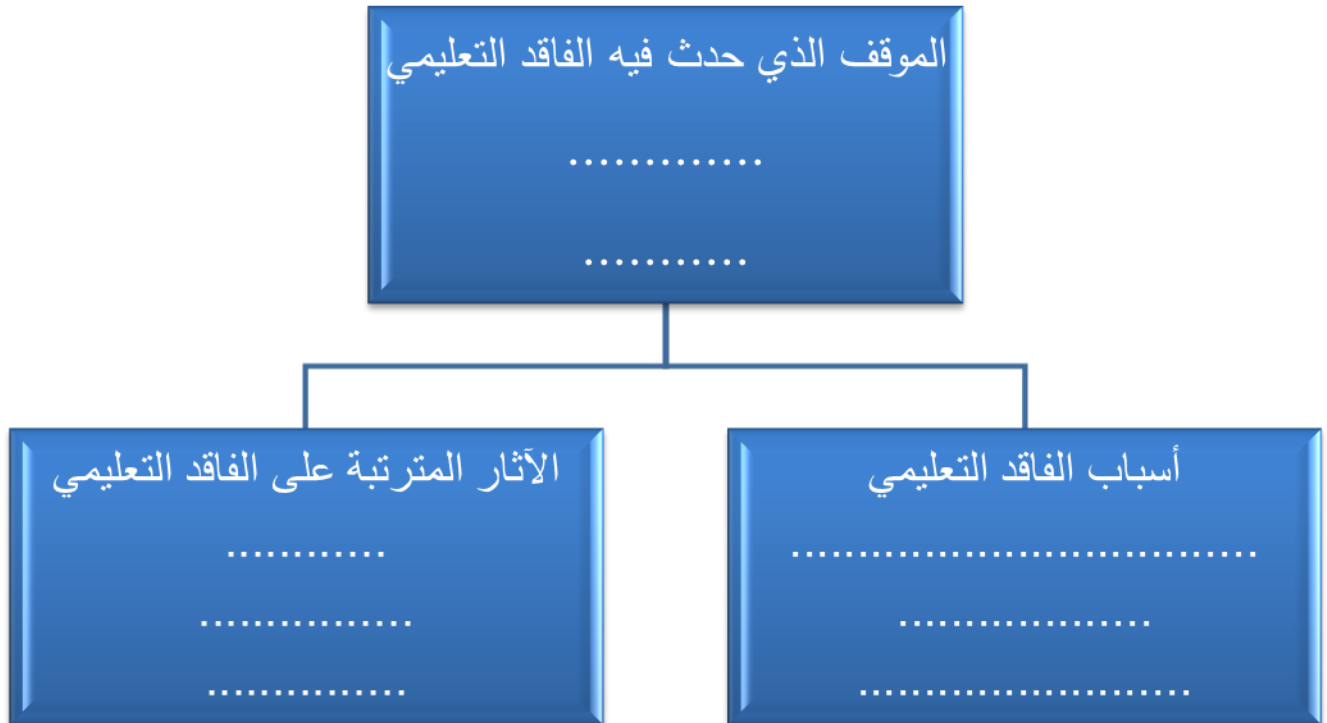 الموقف الذي حدث فيه الفاقد التعليمي
.............
...........
أسباب الفاقد التعليمي
...................................
...................
.........................
الآثار المترتبة على الفاقد التعليمي
............
................
...............